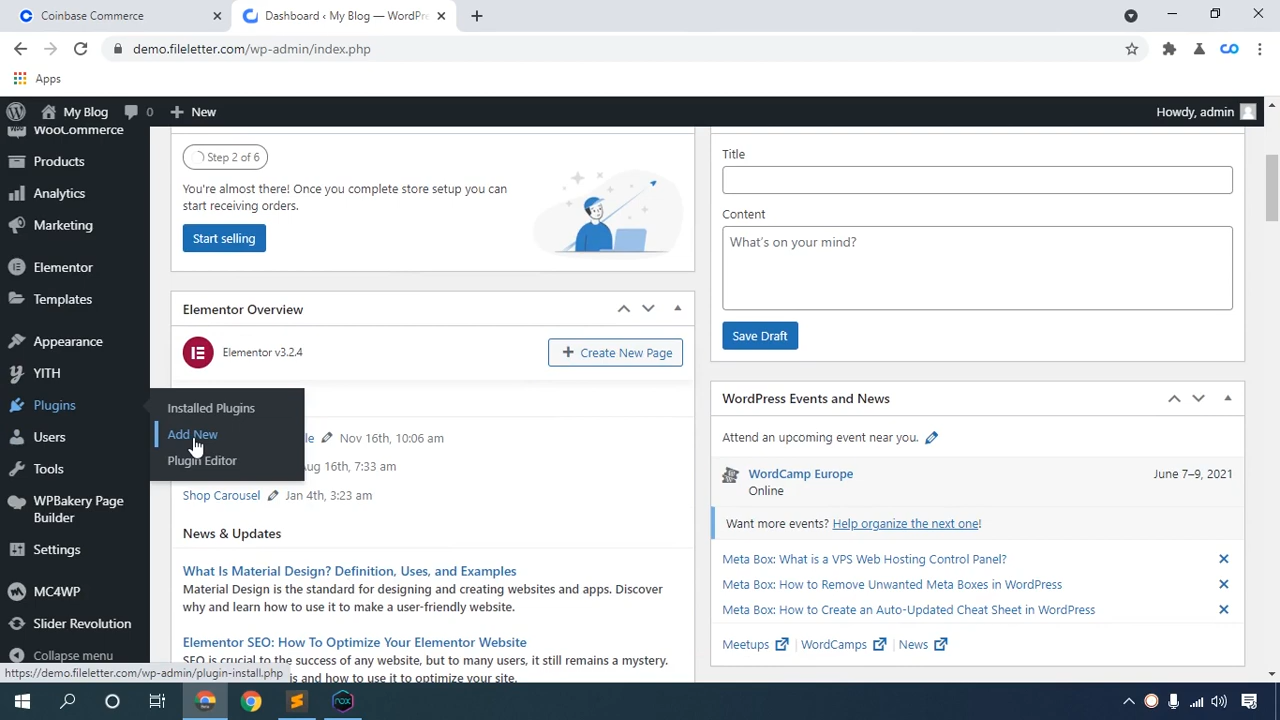 Coinbase Commerce
Dashboard ‹ My Blog — WordPre
demo.fileletter.com/wp-admin/index.php
Apps
My Blog
0
New
Howdy, admin
WooCommerce
Products
Analytics
Marketing
Elementor
Templates
Appearance
YITH
Plugins
Users
Tools
WPBakery Page
Builder
Settings
MC4WP
Slider Revolution
Collapse menu
Installed Plugins
Add New
Plugin Editor
Step 2 of 6
You're almost there! Once you complete store setup you can
start receiving orders.
Start selling
Elementor Overview
Elementor v3.2.4
Create New Page
Nov 16th, 10:06 am
Aug 16th, 7:33 am
Shop Carousel Jan 4th, 3:23 am
News & Updates
What Is Material Design? Definition, Uses, and Examples
Material Design is the standard for designing and creating websites and apps. Discover
why and learn how to use it to make a user-friendly website.
Elementor SEO: How To Optimize Your Elementor Website
SEO is crucial to the success of any website, but to many users, it still remains a mystery.
is and how to use it to optimize your site.
Title
Content
What's on your mind?
Save Draft
WordPress Events and News
Attend an upcoming event near you.
WordCamp Europe
June 7–9, 2021
Online
Want more events? Help organize the next one!
Meta Box: What is a VPS Web Hosting Control Panel?
Meta Box: How to Remove Unwanted Meta Boxes in WordPress
Meta Box: How to Create an Auto-Updated Cheat Sheet in WordPress
Meetups | WordCamps | News
https://demo.fileletter.com/wp-admin/plugin-install.php